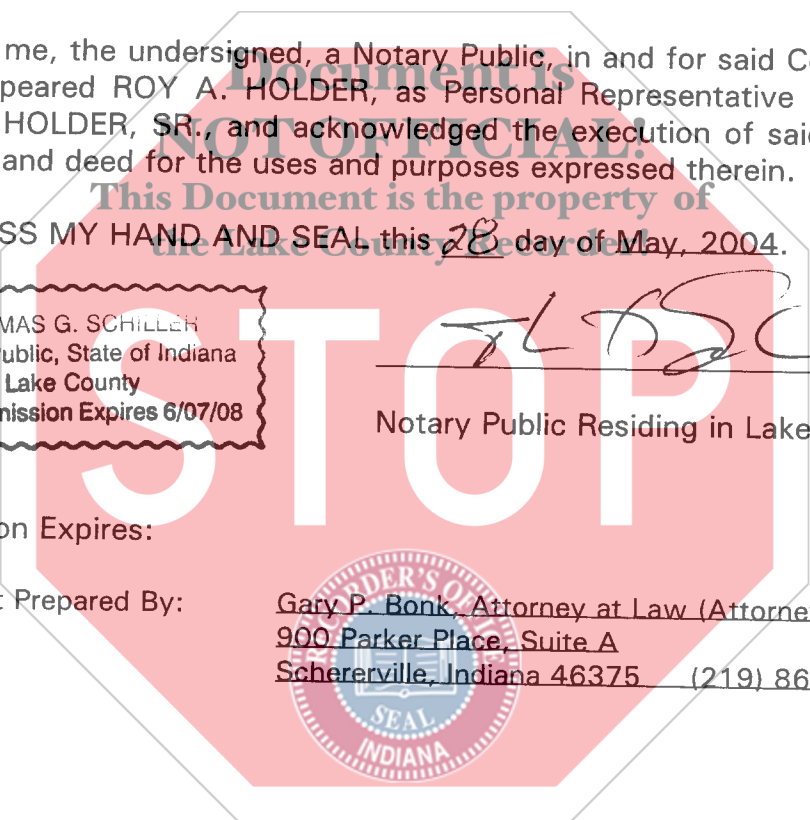 Document is
NOT OFFICIAL!
This Document is the property of
the Lake County Recorder!
STOP
me, the undersigned, a Notary Public, in and for said C
peared ROY A. HOLDER, as Personal Representative
HOLDER, SR., and acknowledged the execution of said
and deed for the uses and purposes expressed therein.
SS MY HAND AND SEAL this 28 day of May, 2004.
MAS G. SCHILLER
ublic, State of Indiana
Lake County
mission Expires 6/07/08
Notary Public Residing in Lake
on Expires:
t Prepared By:
Gary P. Bonk, Attorney at Law (Attorne
900 Parker Place, Suite A
Schererville, Indiana 46375 (219) 86
RECORDER'S OFFICE
SEAL
INDIANA